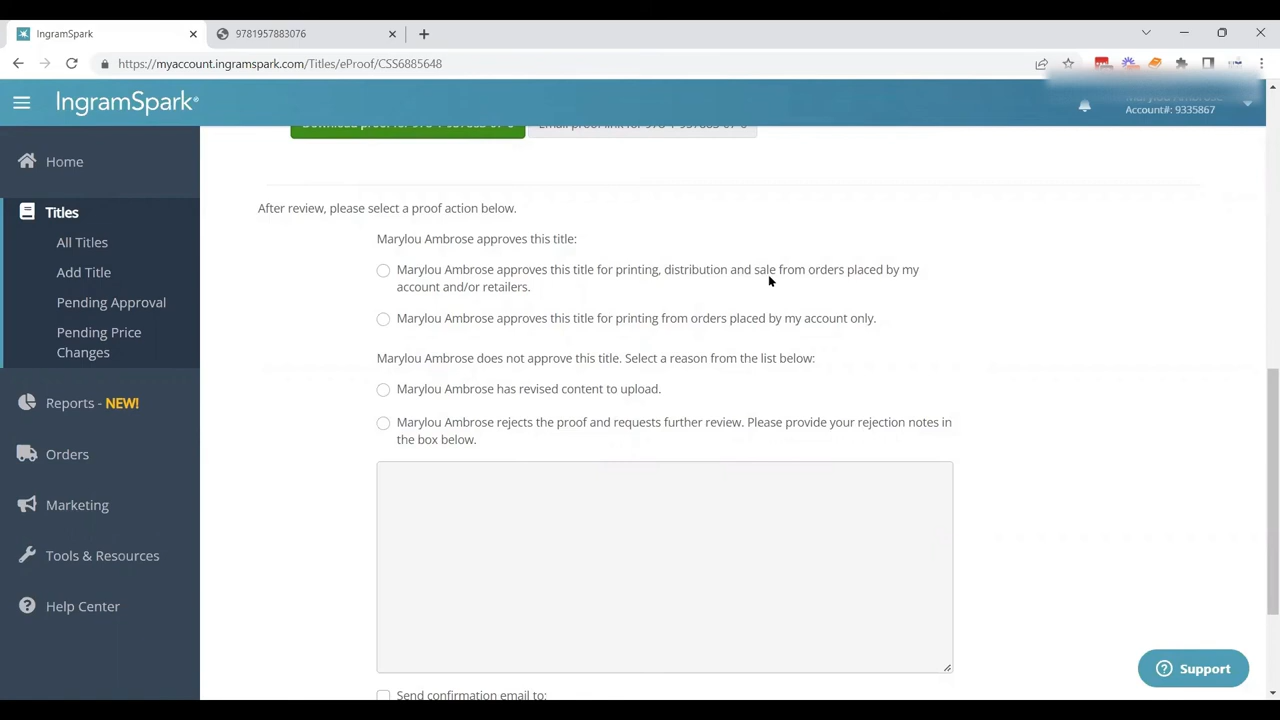 IngramSpark
9781957883076
https://myaccount.ingramspark.com/Titles/eProof/CSS6885648
IngramSpark®
Account#: 9335867
Home
Titles
All Titles
Add Title
Pending Approval
Pending Price
Changes
Reports - NEW!
Orders
Marketing
Tools & Resources
Help Center
After review, please select a proof action below.
Marylou Ambrose approves this title:
Marylou Ambrose approves this title for printing, distribution and sale from orders placed by my
account and/or retailers.
Marylou Ambrose approves this title for printing from orders placed by my account only.
Marylou Ambrose does not approve this title. Select a reason from the list below:
Marylou Ambrose has revised content to upload.
Marylou Ambrose rejects the proof and requests further review. Please provide your rejection notes in
the box below.
Send confirmation email to:
Support